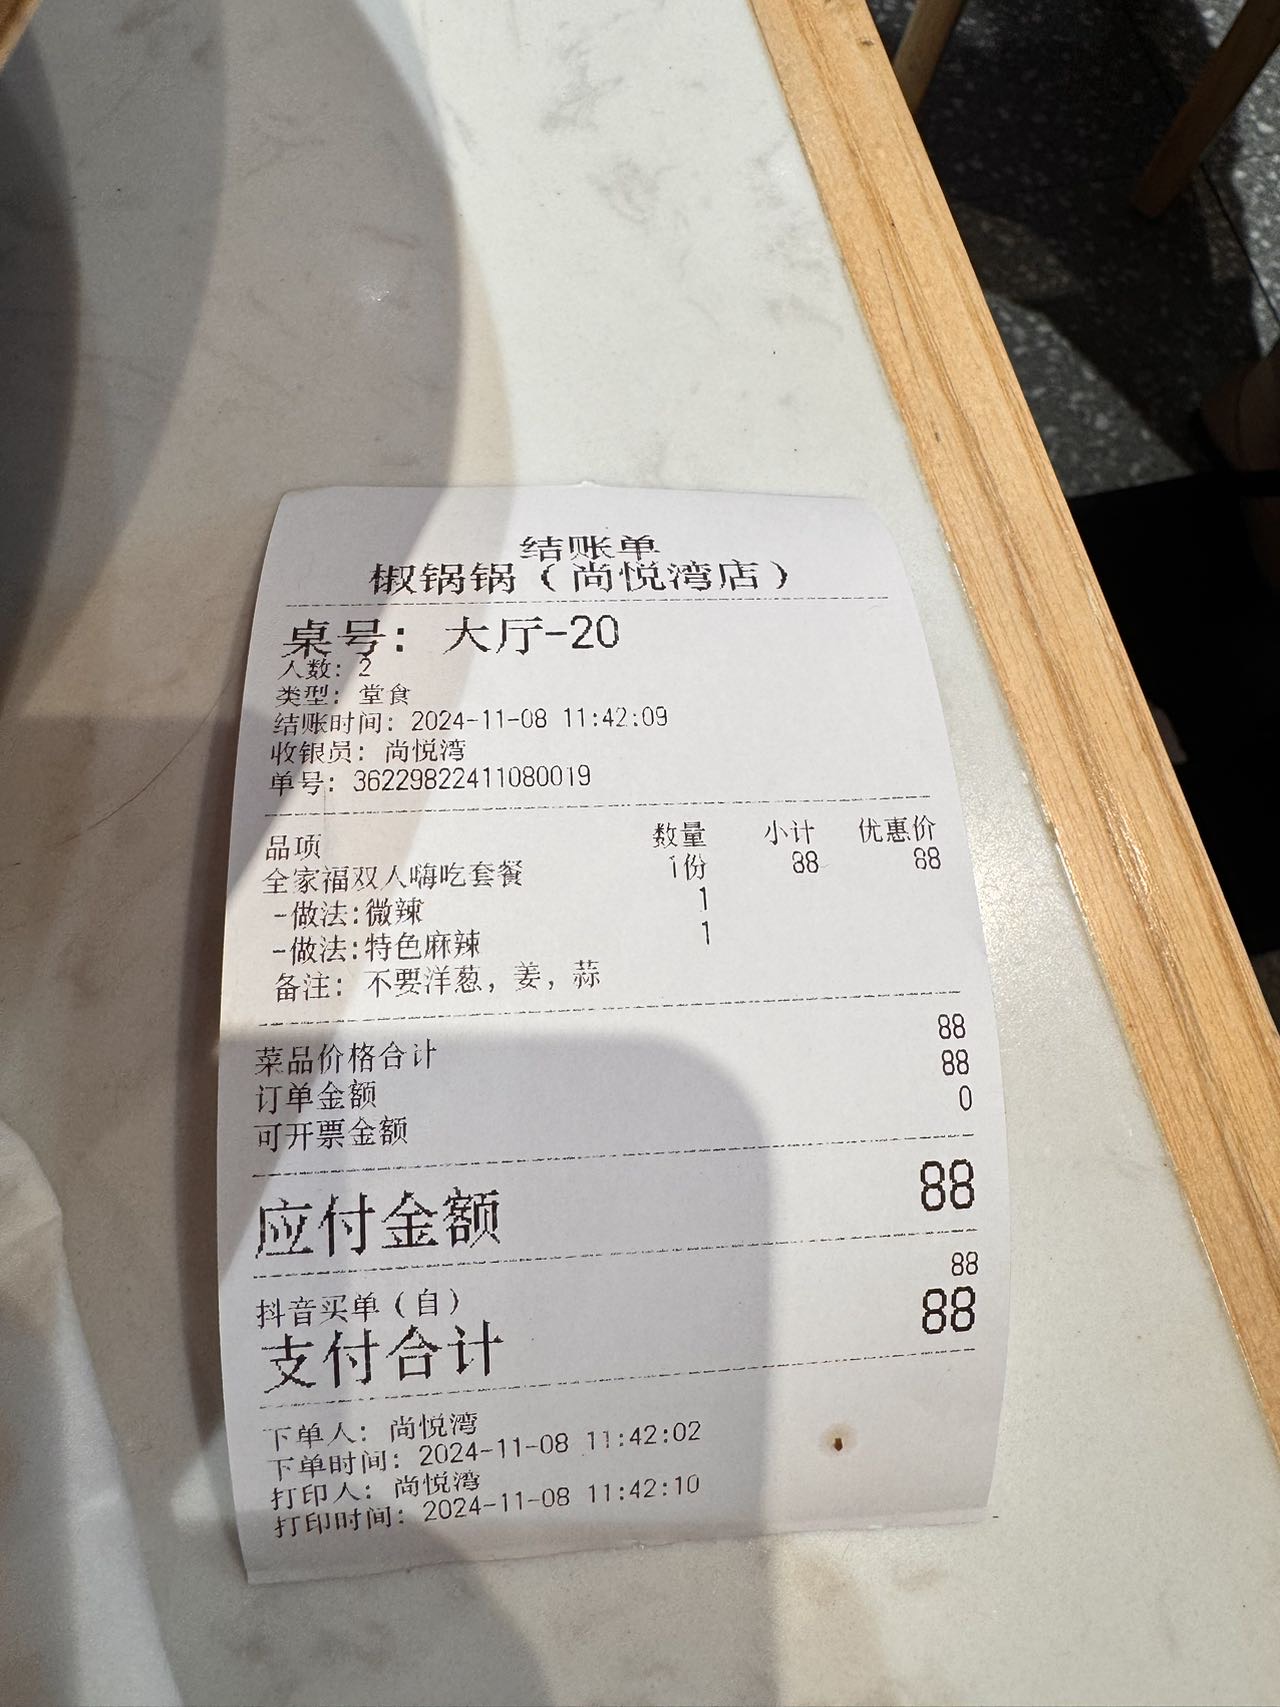 结账单
椒锅锅（尚悦湾店）
桌号： 大厅-20
人数: 2
类型: 堂食
结账时间: 2024-11-08 11:42:09
收银员: 尚悦湾
单号: 36229822411080019
品项 数量 小计 优惠价
全家福双人嗨吃套餐 1份 88 88
-做法:微辣 1
-做法:特色麻辣 1
备注: 不要洋葱, 姜, 蒜
菜品价格合计 88
订单金额 88
可开票金额 0
应付金额 88
抖音买单（自） 88
支付合计 88
下单人: 尚悦湾
下单时间: 2024-11-08 11:42:02
打印人: 尚悦湾
打印时间: 2024-11-08 11:42:10